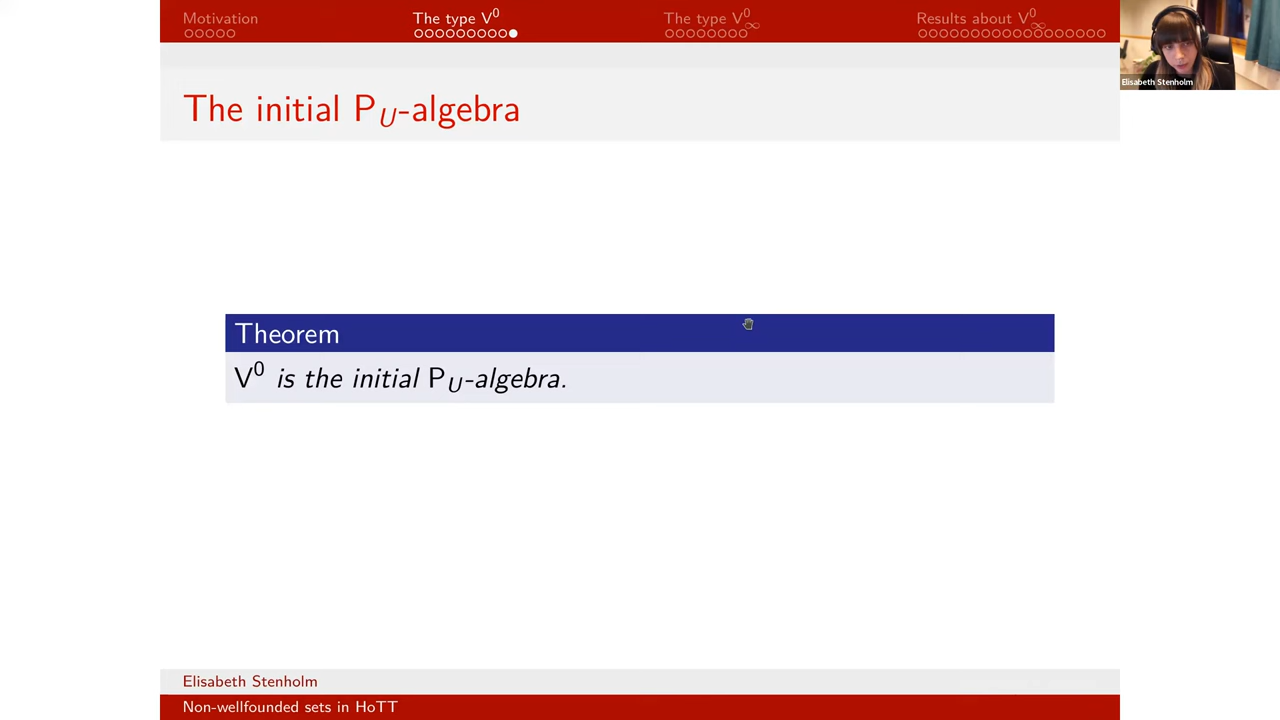 Motivation
The type V⁰
The type V⁰∞
Results about V⁰∞
Elisabeth Stenholm
The initial P_U-algebra
Theorem
V⁰ is the initial P_U-algebra.
Elisabeth Stenholm
Non-wellfounded sets in HoTT